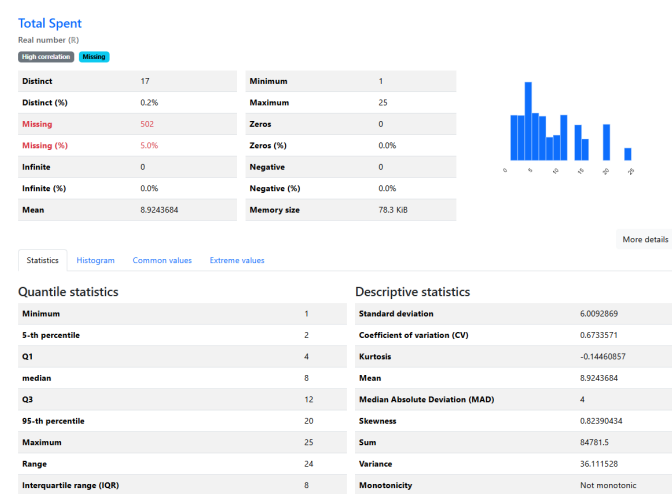 Total Spent
Real number (ℝ)
High correlation Missing
Distinct 17
Distinct (%) 0.2%
Missing 502
Missing (%) 5.0%
Infinite 0
Infinite (%) 0.0%
Mean 8.9243684
Minimum 1
Maximum 25
Zeros 0
Zeros (%) 0.0%
Negative 0
Negative (%) 0.0%
Memory size 78.3 KiB
0 5 10 15 20 25
More details
Statistics Histogram Common values Extreme values
Quantile statistics
Minimum 1
5-th percentile 2
Q1 4
median 8
Q3 12
95-th percentile 20
Maximum 25
Range 24
Interquartile range (IQR) 8
Descriptive statistics
Standard deviation 6.0092869
Coefficient of variation (CV) 0.6733571
Kurtosis -0.14460857
Mean 8.9243684
Median Absolute Deviation (MAD) 4
Skewness 0.82390434
Sum 84781.5
Variance 36.111528
Monotonicity Not monotonic